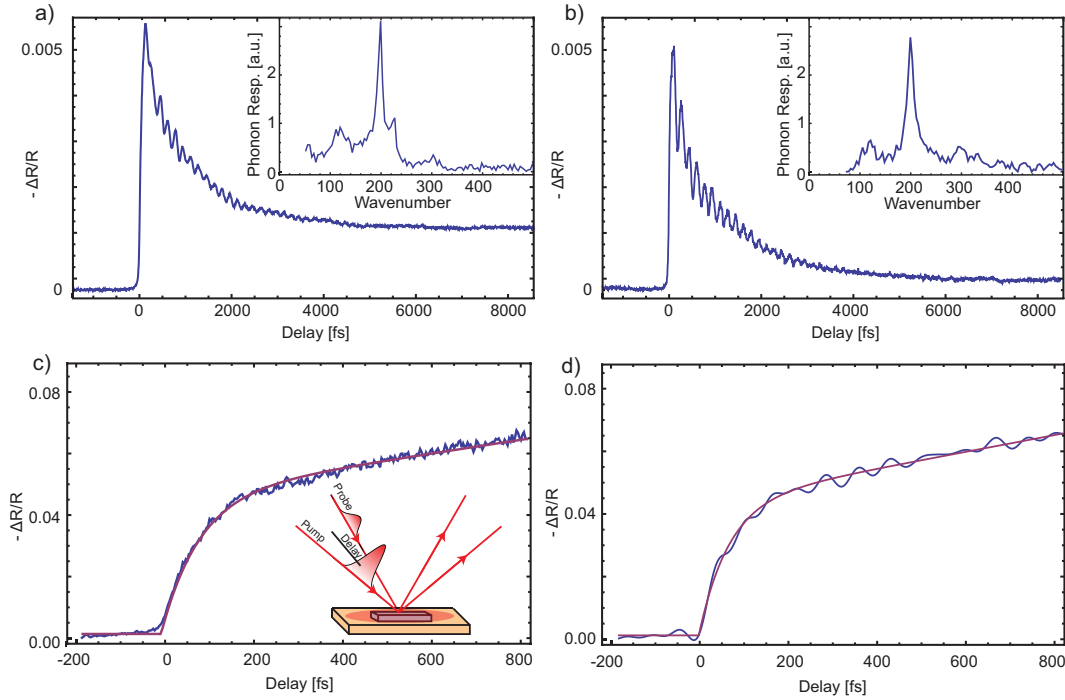 a)
0.005
0
- ΔR/R
0
2000
4000
6000
8000
Delay [fs]
Phonon Resp. [a.u.]
0
1
2
0
100
200
300
400
Wavenumber
b)
0.005
0
- ΔR/R
0
2000
4000
6000
8000
Delay [fs]
Phonon Resp. [a.u.]
0
1
2
0
100
200
300
400
Wavenumber
c)
0.08
0.04
0.00
- ΔR/R
-200
0
200
400
600
800
Delay [fs]
Probe
Pump
Delay
d)
0.08
0.04
0.00
- ΔR/R
-200
0
200
400
600
800
Delay [fs]